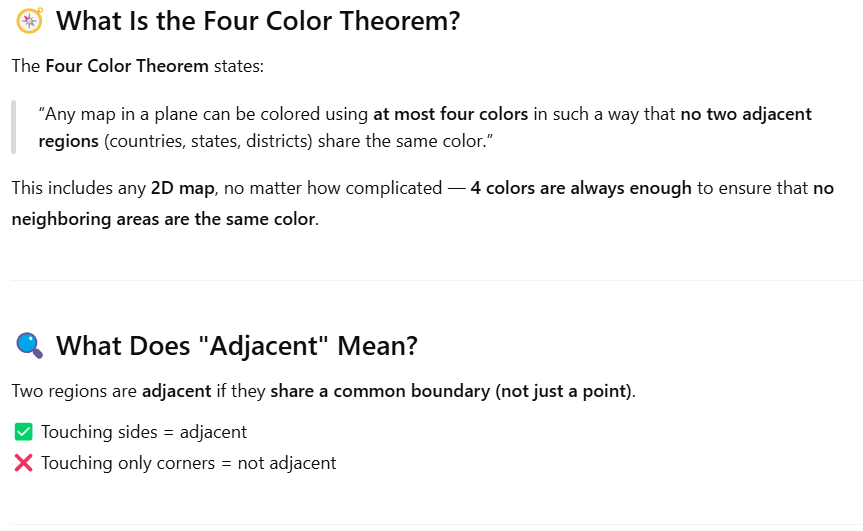 🧭 What Is the Four Color Theorem?
The Four Color Theorem states:
“Any map in a plane can be colored using at most four colors in such a way that no two adjacent
regions (countries, states, districts) share the same color.”
This includes any 2D map, no matter how complicated — 4 colors are always enough to ensure that no
neighboring areas are the same color.
🔍 What Does "Adjacent" Mean?
Two regions are adjacent if they share a common boundary (not just a point).
✅ Touching sides = adjacent
❌ Touching only corners = not adjacent